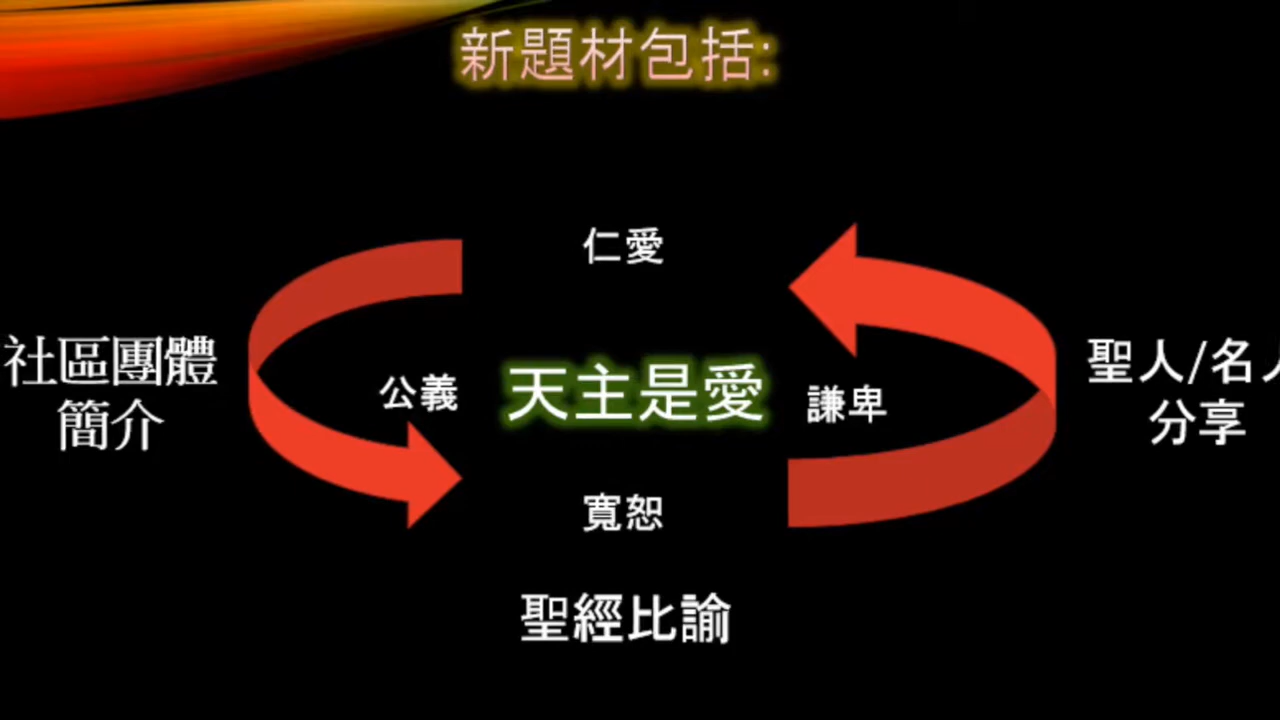 新題材包括:
仁愛
社區團體
簡介
公義
天主是愛
謙卑
聖人/名人
分享
寬恕
聖經比諭